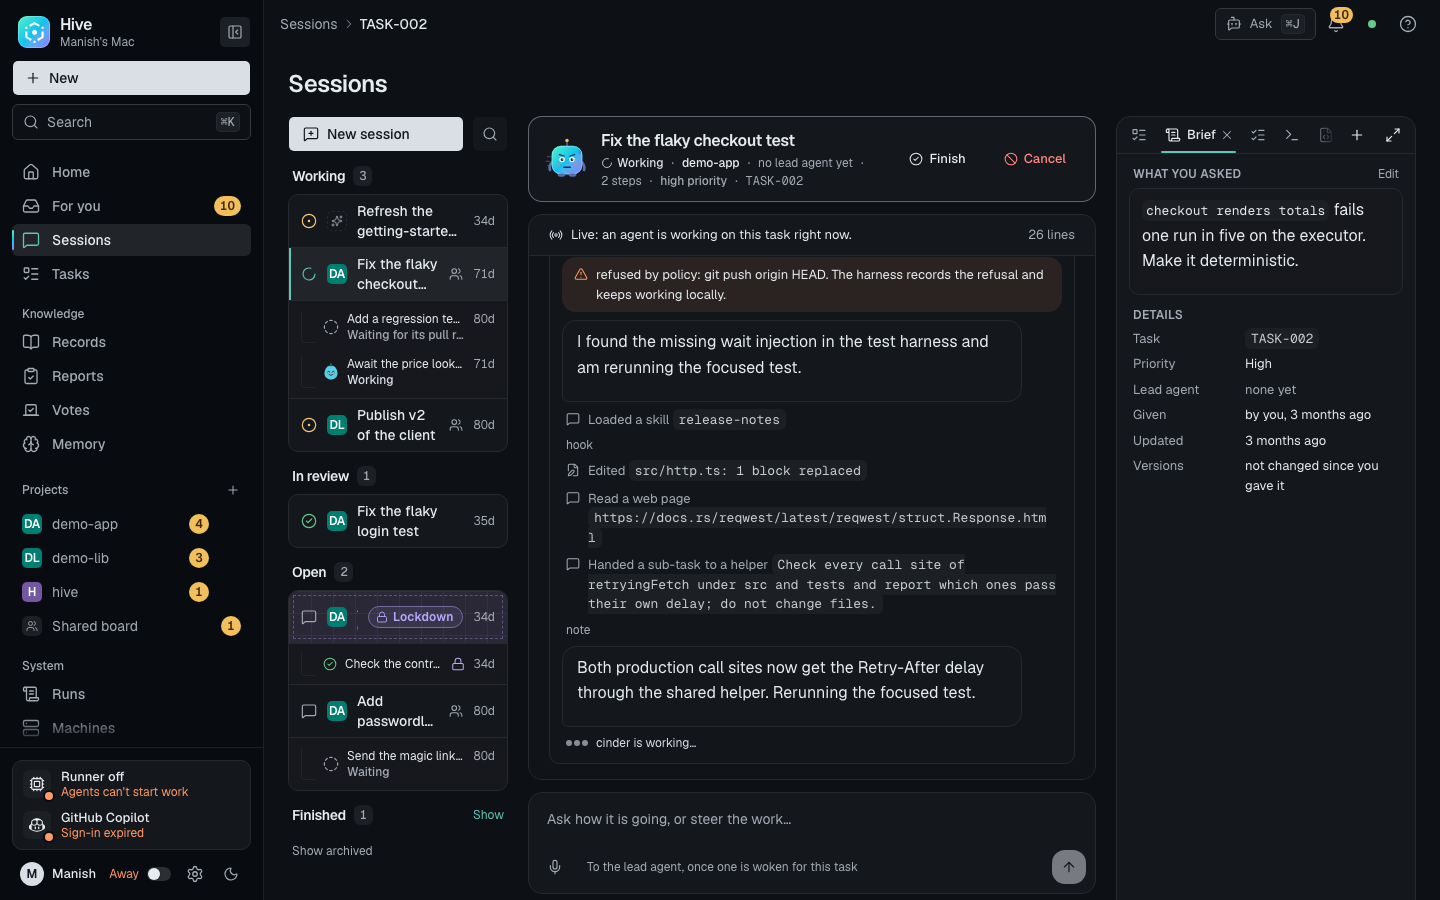 Hive
Manish's Mac
New
Search ⌘K
Home
For you 10
Sessions
Tasks
Knowledge
Records
Reports
Votes
Memory
Projects
DA demo-app 4
DL demo-lib 3
H hive 1
Shared board 1
System
Runs
Machines
Runner off
Agents can't start work
GitHub Copilot
Sign-in expired
M Manish Away
Sessions > TASK-002
Ask ⌘J
10
Sessions
New session
Working 3
Refresh the
getting-starte… 34d
DA Fix the flaky
checkout… 71d
Add a regression te… 80d
Waiting for its pull r…
Await the price look… 71d
Working
DL Publish v2
of the client 80d
In review 1
DA Fix the flaky
login test 35d
Open 2
DA Lockdown 34d
Check the contr… 34d
DA Add
passwordl… 80d
Send the magic link… 80d
Waiting
Finished 1 Show
Show archived
Fix the flaky checkout test
Working · demo-app · no lead agent yet ·
2 steps · high priority · TASK-002
Finish
Cancel
Live: an agent is working on this task right now. 26 lines
refused by policy: git push origin HEAD. The harness records the refusal and
keeps working locally.
I found the missing wait injection in the test harness and
am rerunning the focused test.
Loaded a skill release-notes
hook
Edited src/http.ts: 1 block replaced
Read a web page
https://docs.rs/reqwest/latest/reqwest/struct.Response.htm
l
Handed a sub-task to a helper Check every call site of
retryingFetch under src and tests and report which ones pass
their own delay; do not change files.
note
Both production call sites now get the Retry-After delay
through the shared helper. Rerunning the focused test.
cinder is working…
Ask how it is going, or steer the work…
To the lead agent, once one is woken for this task
Brief
WHAT YOU ASKED Edit
checkout renders totals fails
one run in five on the executor.
Make it deterministic.
DETAILS
Task TASK-002
Priority High
Lead agent none yet
Given by you, 3 months ago
Updated 3 months ago
Versions not changed since you
gave it